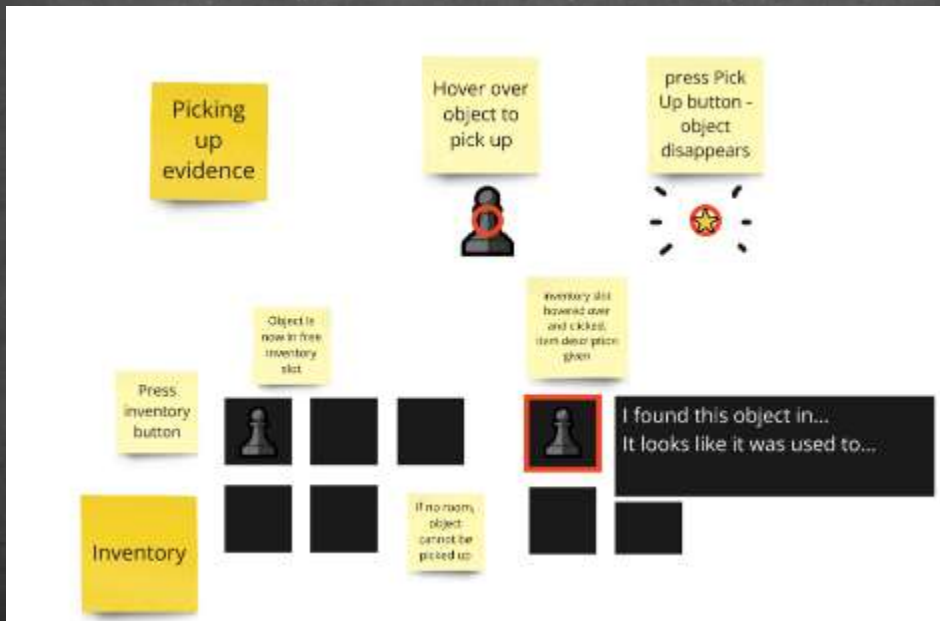 Picking
up
evidence
Hover over
object to
pick up
press Pick
Up button -
object
disappears
Object is
now in free
inventory
slot
inventory slot
hovered over
and clicked,
item description
given
Press
inventory
button
I found this object in...
It looks like it was used to...
Inventory
If no room,
object
cannot be
picked up